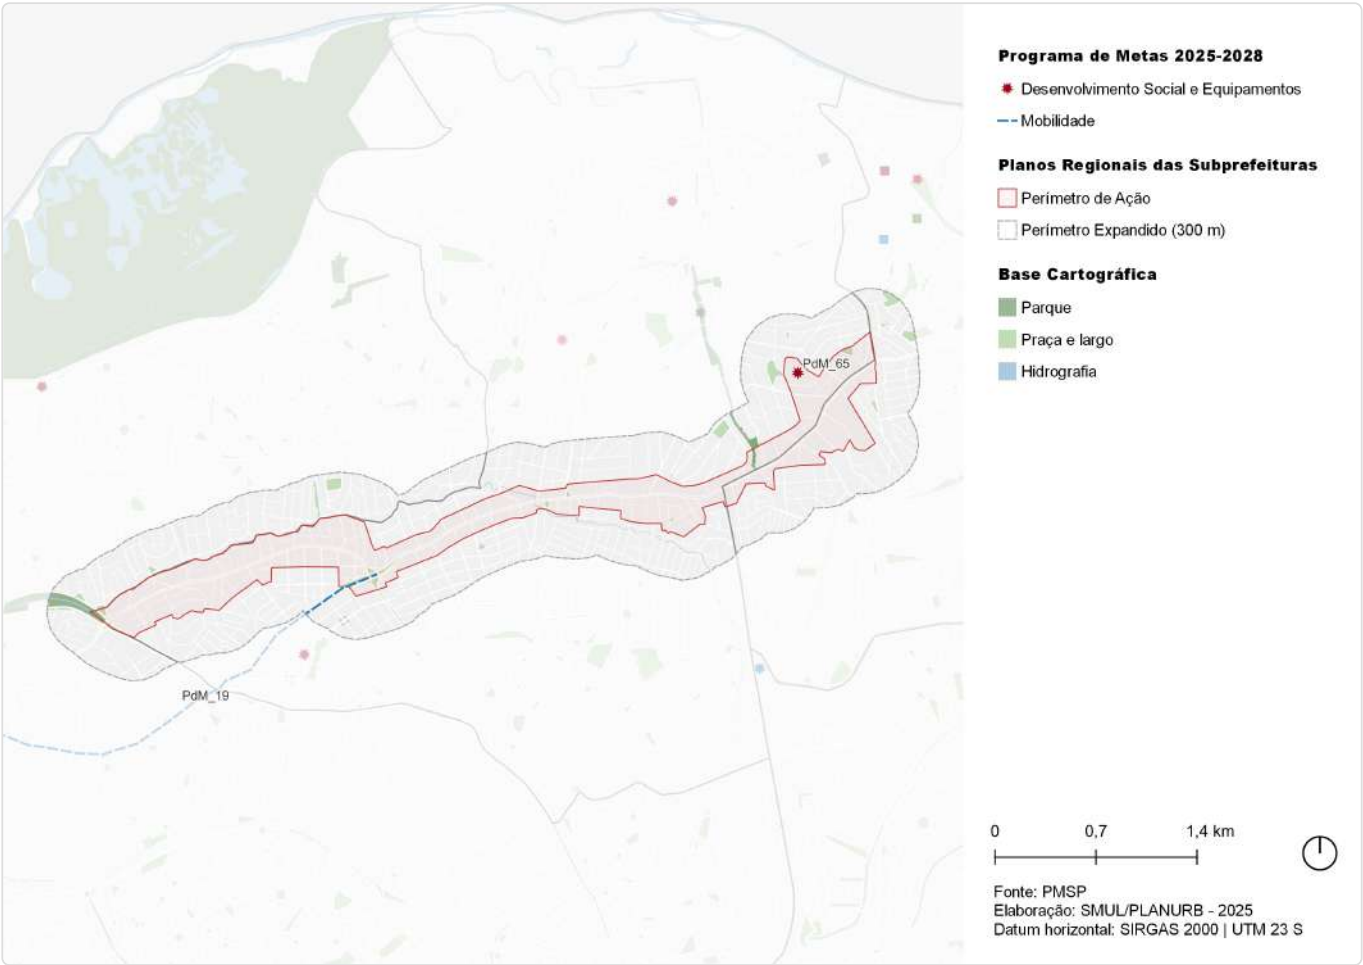 Programa de Metas 2025-2028
Desenvolvimento Social e Equipamentos
Mobilidade
Planos Regionais das Subprefeituras
Perímetro de Ação
Perímetro Expandido (300 m)
Base Cartográfica
Parque
Praça e largo
Hidrografia
PdM_65
PdM_19
0 0,7 1,4 km
Fonte: PMSP
Elaboração: SMUL/PLANURB - 2025
Datum horizontal: SIRGAS 2000 | UTM 23 S